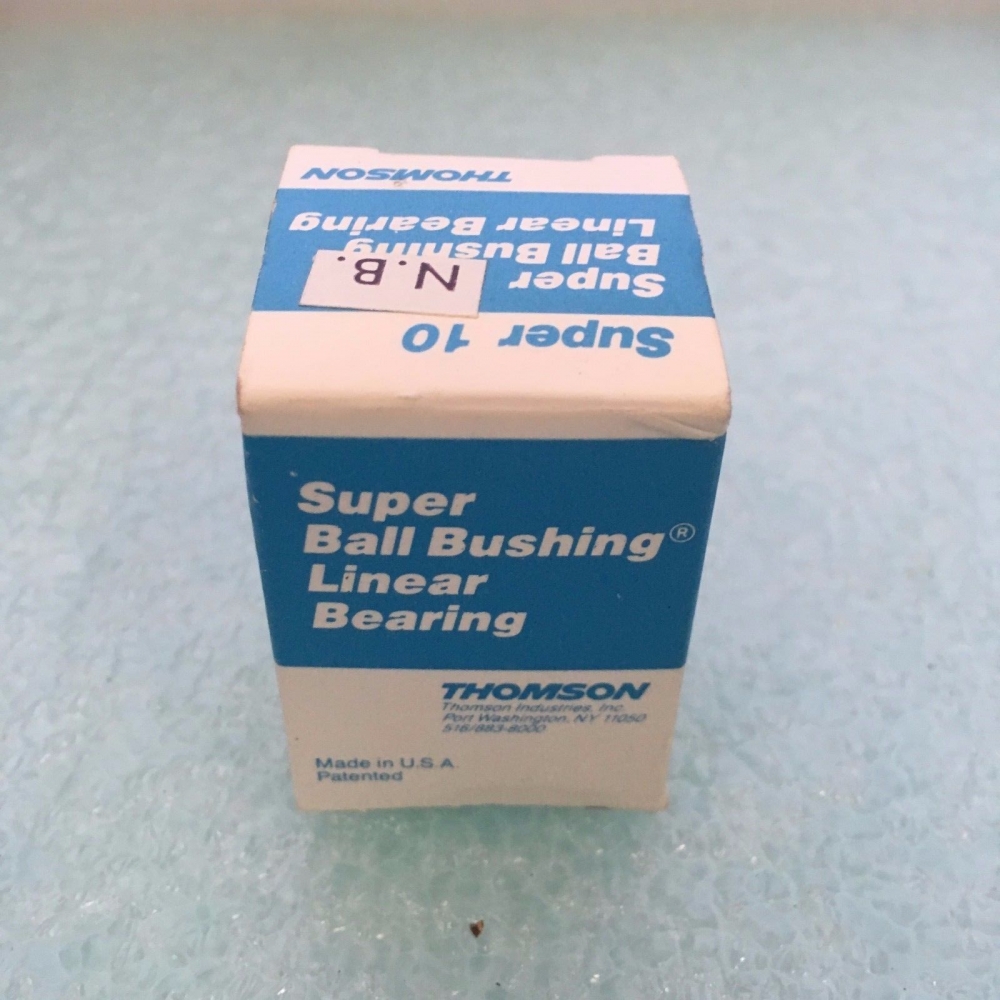 THOMSON
Linear Bearing
Ball Bushing
Super
N.B.
Super 10
Super
Ball Bushing®
Linear
Bearing
THOMSON
Thomson Industries, Inc.
Port Washington, NY 11050
516/883-8000
Made in U.S.A.
Patented